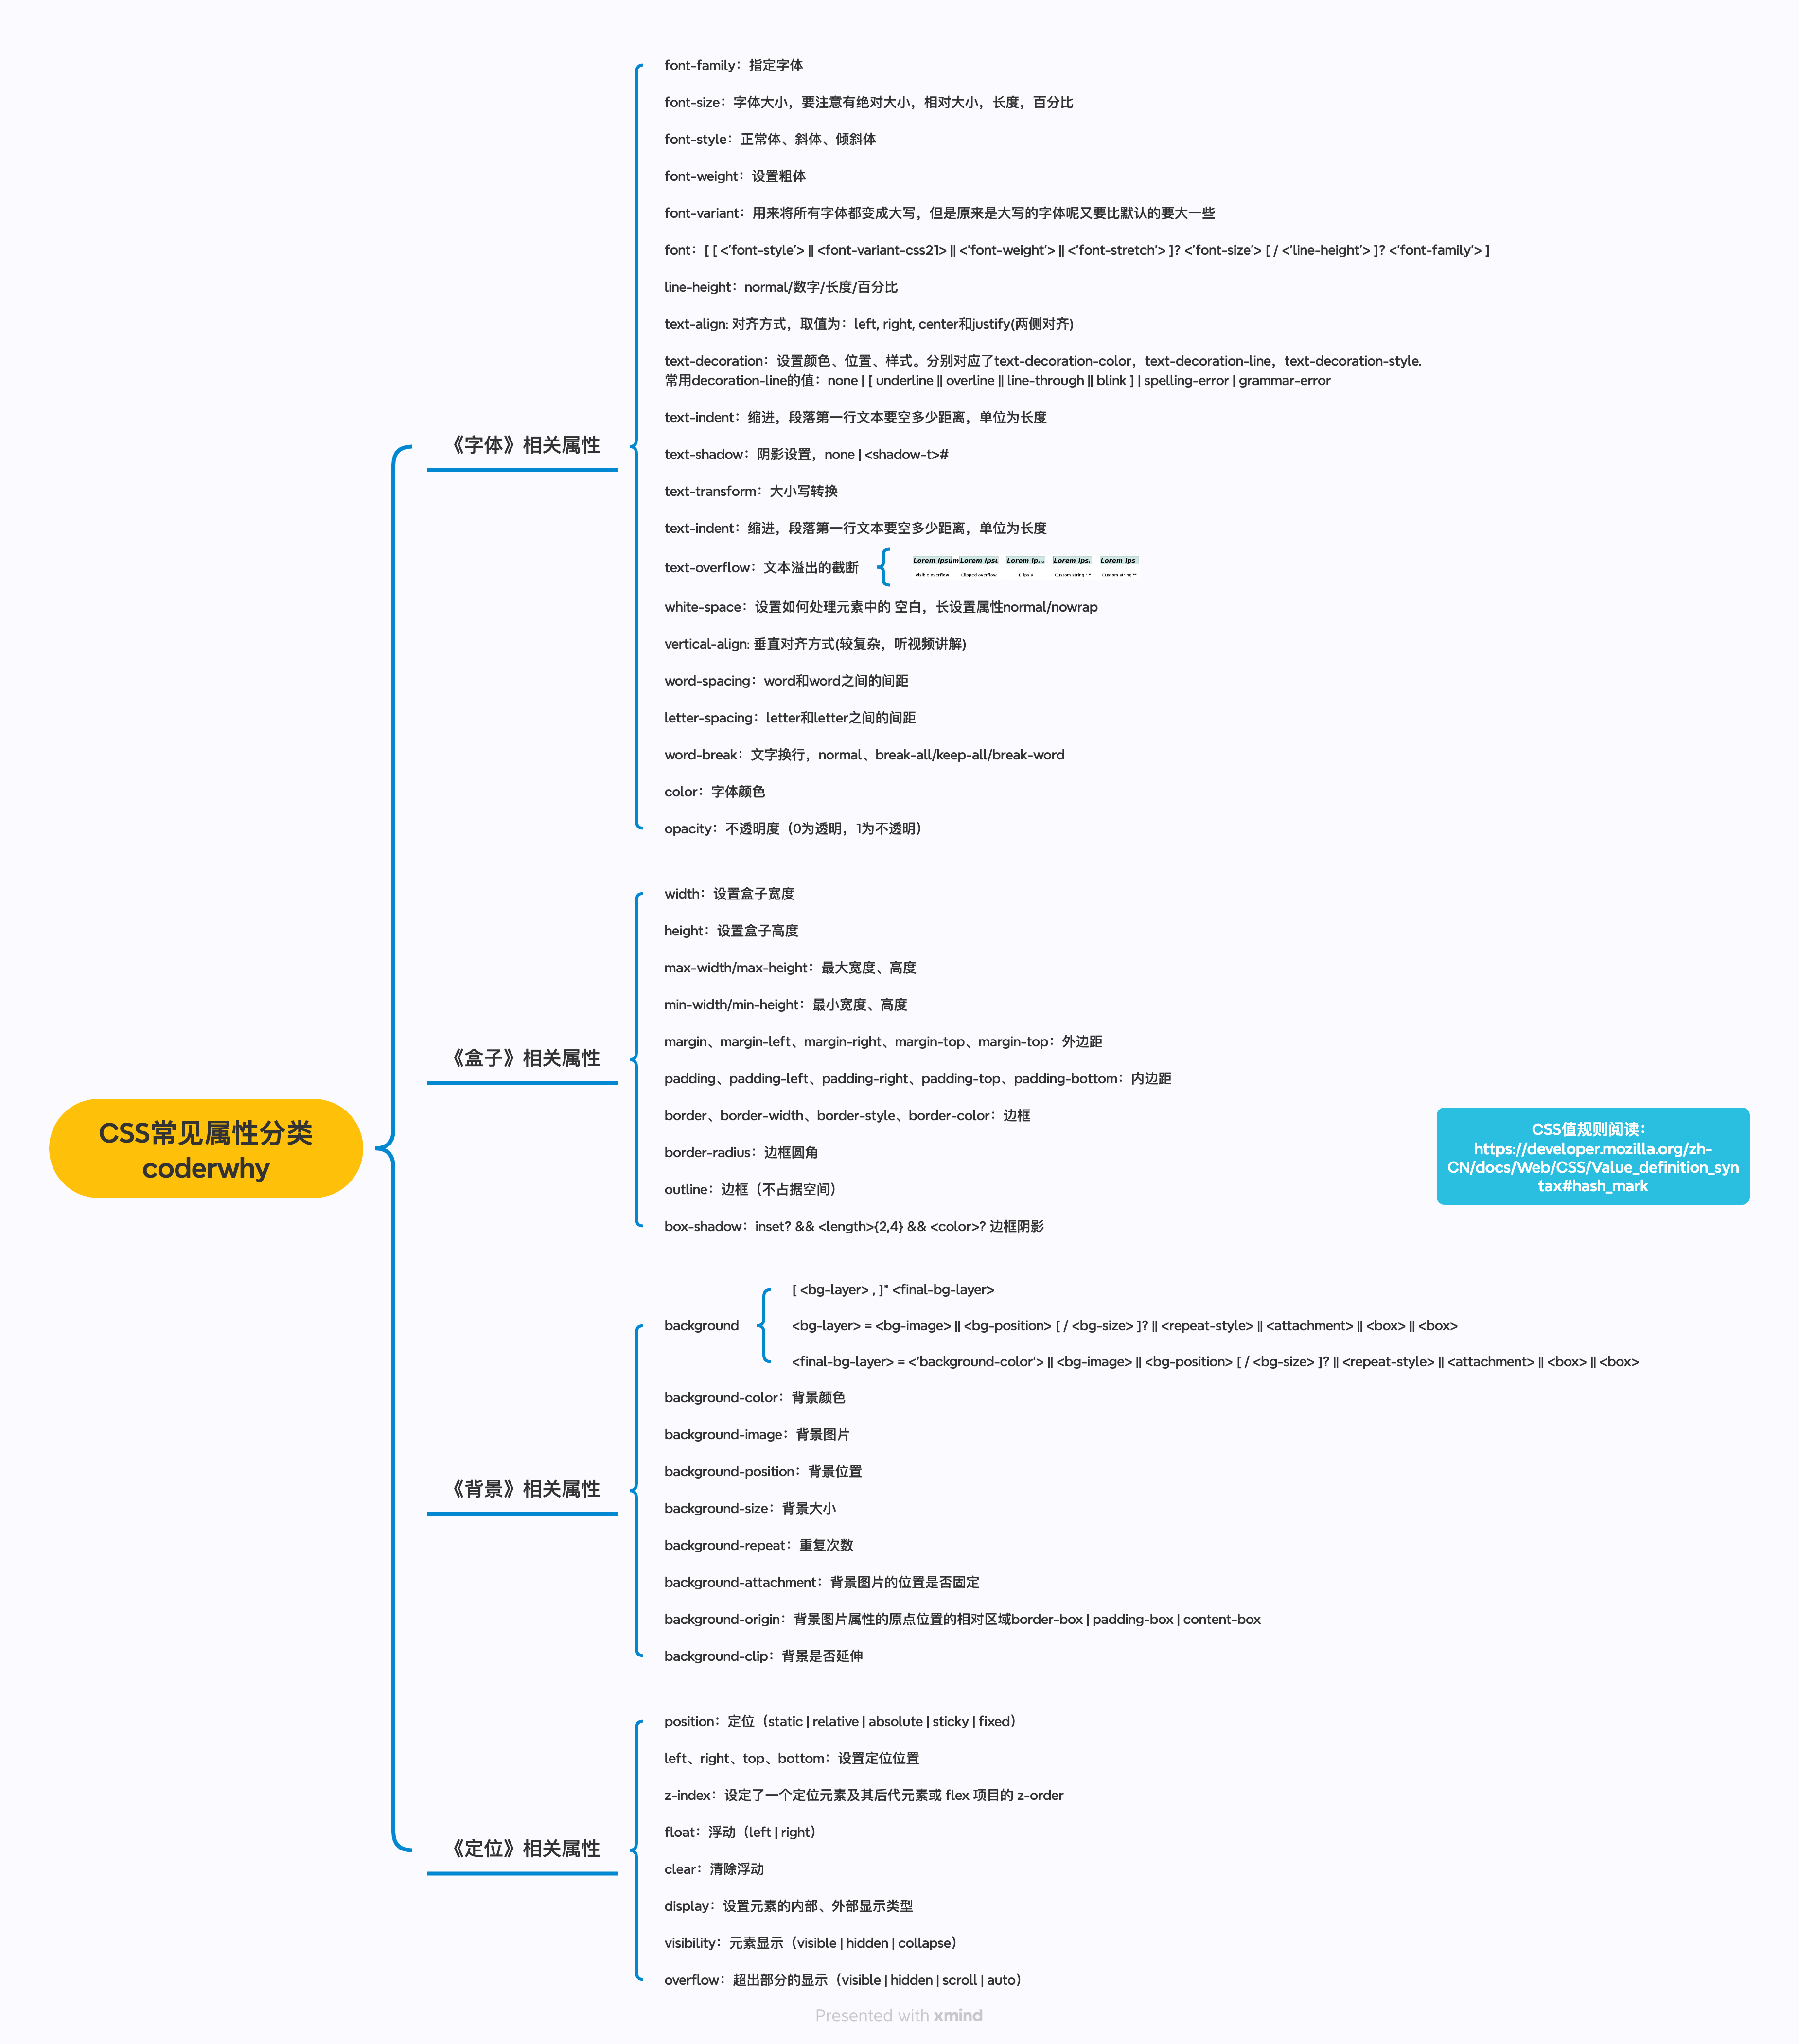 CSS常见属性分类
coderwhy
《字体》相关属性
font-family：指定字体
font-size：字体大小，要注意有绝对大小，相对大小，长度，百分比
font-style：正常体、斜体、倾斜体
font-weight：设置粗体
font-variant：用来将所有字体都变成大写，但是原来是大写的字体呢又要比默认的要大一些
font：[ [ <'font-style'> || <font-variant-css21> || <'font-weight'> || <'font-stretch'> ]? <'font-size'> [ / <'line-height'> ]? <'font-family'> ]
line-height：normal/数字/长度/百分比
text-align: 对齐方式，取值为：left, right, center和justify(两侧对齐)
text-decoration：设置颜色、位置、样式。分别对应了text-decoration-color，text-decoration-line，text-decoration-style.
常用decoration-line的值：none | [ underline || overline || line-through || blink ] | spelling-error | grammar-error
text-indent：缩进，段落第一行文本要空多少距离，单位为长度
text-shadow：阴影设置，none | <shadow-t>#
text-transform：大小写转换
text-indent：缩进，段落第一行文本要空多少距离，单位为长度
text-overflow：文本溢出的截断
Lorem ipsum Lorem ipsu Lorem ip... Lorem ips. Lorem ips
Visible overflow Clipped overflow Ellipsis Custom string "." Custom string ""
white-space：设置如何处理元素中的 空白，长设置属性normal/nowrap
vertical-align: 垂直对齐方式(较复杂，听视频讲解)
word-spacing：word和word之间的间距
letter-spacing：letter和letter之间的间距
word-break：文字换行，normal、break-all/keep-all/break-word
color：字体颜色
opacity：不透明度（0为透明，1为不透明）
《盒子》相关属性
width：设置盒子宽度
height：设置盒子高度
max-width/max-height：最大宽度、高度
min-width/min-height：最小宽度、高度
margin、margin-left、margin-right、margin-top、margin-top：外边距
padding、padding-left、padding-right、padding-top、padding-bottom：内边距
border、border-width、border-style、border-color：边框
border-radius：边框圆角
outline：边框（不占据空间）
box-shadow：inset? && <length>{2,4} && <color>? 边框阴影
CSS值规则阅读：
https://developer.mozilla.org/zh-
CN/docs/Web/CSS/Value_definition_syn
tax#hash_mark
《背景》相关属性
background
[ <bg-layer> , ]* <final-bg-layer>
<bg-layer> = <bg-image> || <bg-position> [ / <bg-size> ]? || <repeat-style> || <attachment> || <box> || <box>
<final-bg-layer> = <'background-color'> || <bg-image> || <bg-position> [ / <bg-size> ]? || <repeat-style> || <attachment> || <box> || <box>
background-color：背景颜色
background-image：背景图片
background-position：背景位置
background-size：背景大小
background-repeat：重复次数
background-attachment：背景图片的位置是否固定
background-origin：背景图片属性的原点位置的相对区域border-box | padding-box | content-box
background-clip：背景是否延伸
《定位》相关属性
position：定位（static | relative | absolute | sticky | fixed）
left、right、top、bottom：设置定位位置
z-index：设定了一个定位元素及其后代元素或 flex 项目的 z-order
float：浮动（left | right）
clear：清除浮动
display：设置元素的内部、外部显示类型
visibility：元素显示（visible | hidden | collapse）
overflow：超出部分的显示（visible | hidden | scroll | auto）
Presented with xmind